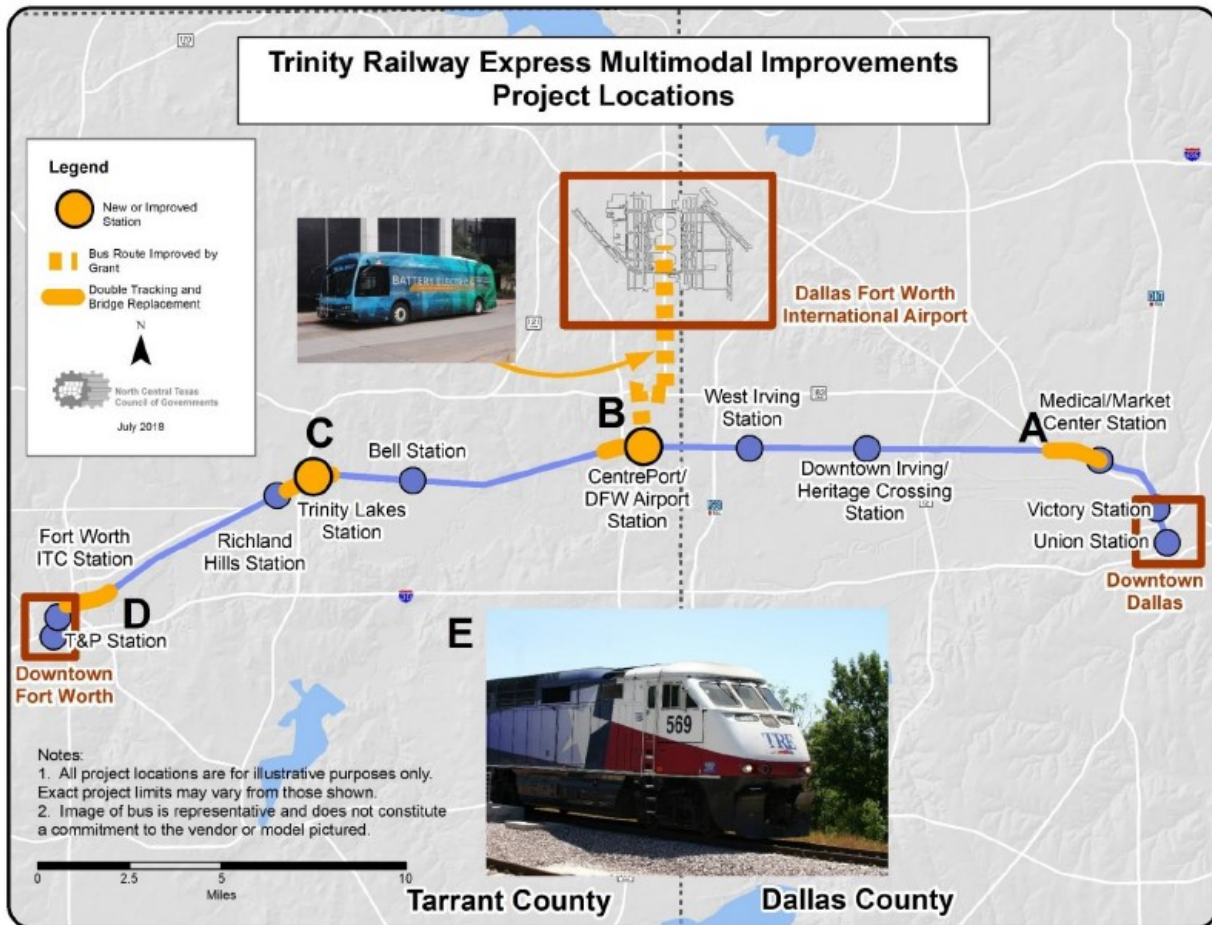 Trinity Railway Express Multimodal Improvements
Project Locations
Legend
New or Improved
Station
Bus Route Improved by
Grant
Double Tracking and
Bridge Replacement
N
North Central Texas
Council of Governments
July 2018
BATTERY ELECTRIC
Dallas Fort Worth
International Airport
121
A
B
C
D
E
Medical/Market
Center Station
West Irving
Station
Bell Station
CentrePort/
DFW Airport
Station
Downtown Irving/
Heritage Crossing
Station
Victory Station
Union Station
Downtown
Dallas
Trinity Lakes
Station
Richland
Hills Station
Fort Worth
ITC Station
T&P Station
Downtown
Fort Worth
569
TRE
Notes:
1. All project locations are for illustrative purposes only.
Exact project limits may vary from those shown.
2. Image of bus is representative and does not constitute
a commitment to the vendor or model pictured.
0 2.5 5 10
Miles
Tarrant County
Dallas County